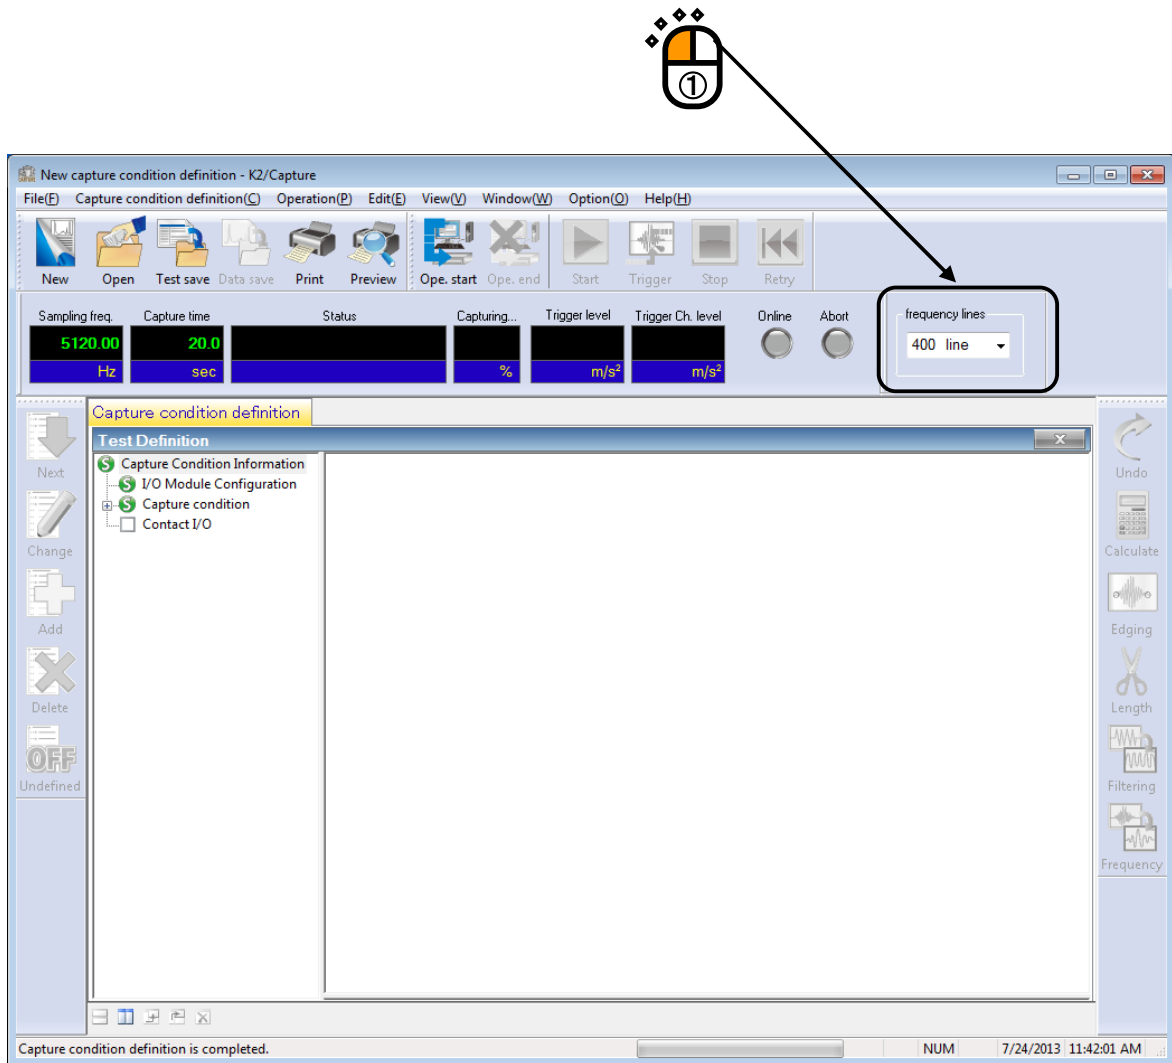 ①
New capture condition definition - K2/Capture
File(F) Capture condition definition(C) Operation(P) Edit(E) View(V) Window(W) Option(O) Help(H)
New Open Test save Data save Print Preview Ope. start Ope. end Start Trigger Stop Retry
Sampling freq. Capture time Status Capturing... Trigger level Trigger Ch. level Online Abort frequency lines
5120.00 20.0 400 line
Hz sec % m/s² m/s²
Capture condition definition
Test Definition
Capture Condition Information
I/O Module Configuration
Capture condition
Contact I/O
Next
Change
Add
Delete
OFF
Undefined
Undo
Calculate
Edging
Length
Filtering
Frequency
Capture condition definition is completed. NUM 7/24/2013 11:42:01 AM